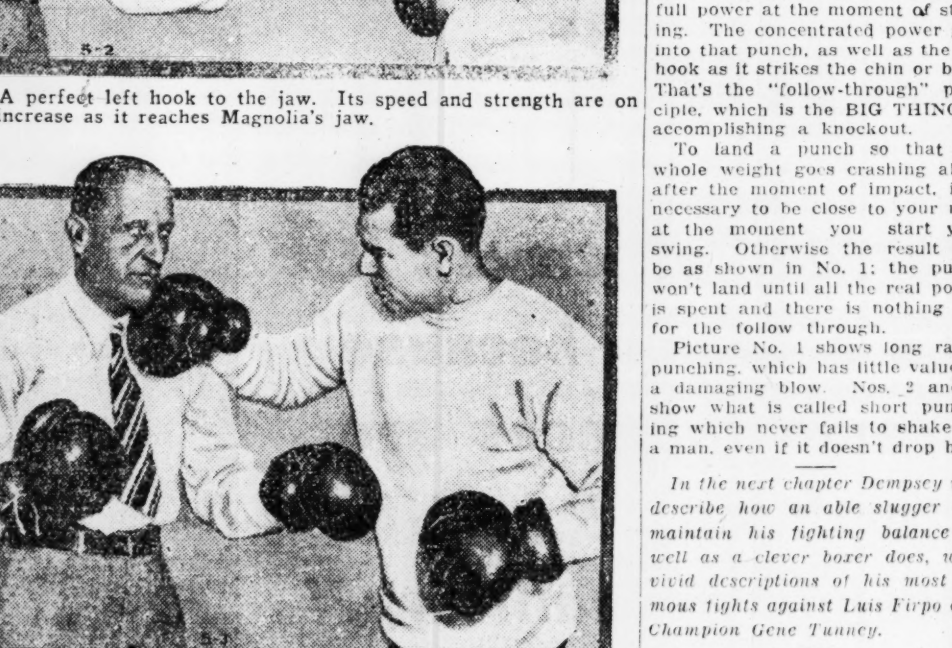 5-2
A perfect left hook to the jaw. Its speed and strength are on
increase as it reaches Magnolia's jaw.
full power at the moment of st
ing. The concentrated power
into that punch, as well as the
hook as it strikes the chin or b
That's the "follow-through" p
ciple, which is the BIG THING
accomplishing a knockout.
To land a punch so that
whole weight goes crashing al
after the moment of impact,
necessary to be close to your
at the moment you start y
swing. Otherwise the result
be as shown in No. 1; the pu
won't land until all the real po
is spent and there is nothing
for the follow through.
Picture No. 1 shows long ra
punching, which has little value
a damaging blow. Nos. 2 an
show what is called short pun
ing which never fails to shake
a man, even if it doesn't drop h
In the next chapter Dempsey
describe how an able slugger
maintain his fighting balance
well as a clever boxer does,
vivid descriptions of his most
mous fights against Luis Firpo
Champion Gene Tunney.